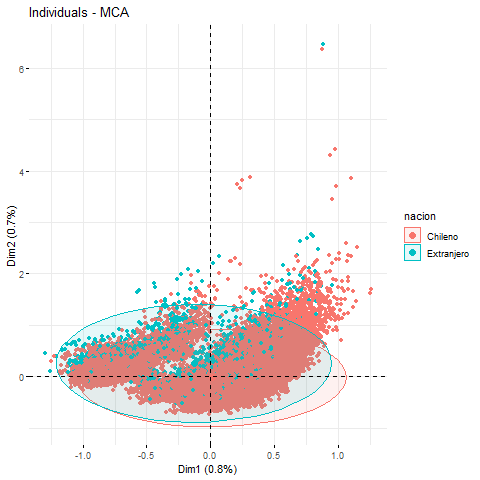 Individuals - MCA
6
4
2
0
Dim2 (0.7%)
-1.0
-0.5
0.0
0.5
1.0
Dim1 (0.8%)
nacion
Chileno
Extranjero